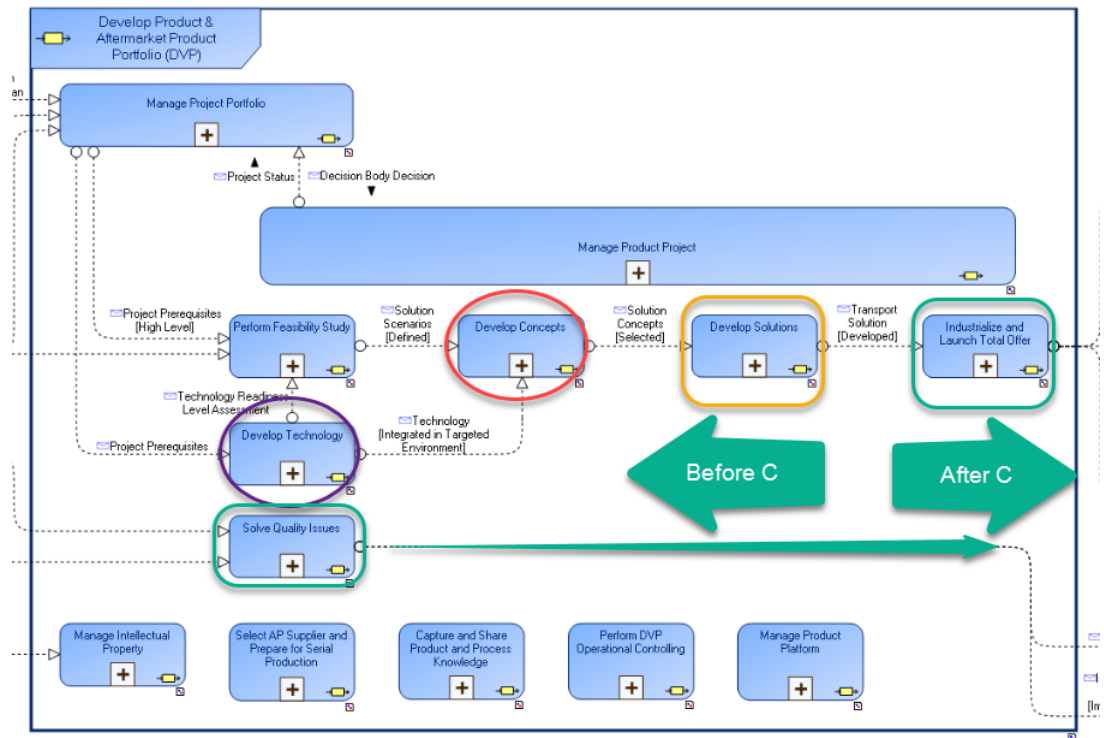 Develop Product &
Aftermarket Product
Portfolio (DVP)
an
Manage Project Portfolio
Project Status
Decision Body Decision
Manage Product Project
Project Prerequisites
[High Level]
Perform Feasibility Study
Solution
Scenarios
[Defined]
Develop Concepts
Solution
Concepts
[Selected]
Develop Solutions
Transport
Solution
[Developed]
Industrialize and
Launch Total Offer
Technology Readiness
Level Assessment
Project Prerequisites
Develop Technology
Technology
[Integrated in Targeted
Environment]
Before C
After C
Solve Quality Issues
Manage Intellectual
Property
Select AP Supplier and
Prepare for Serial
Production
Capture and Share
Product and Process
Knowledge
Perform DVP
Operational Controlling
Manage Product
Platform
[Im